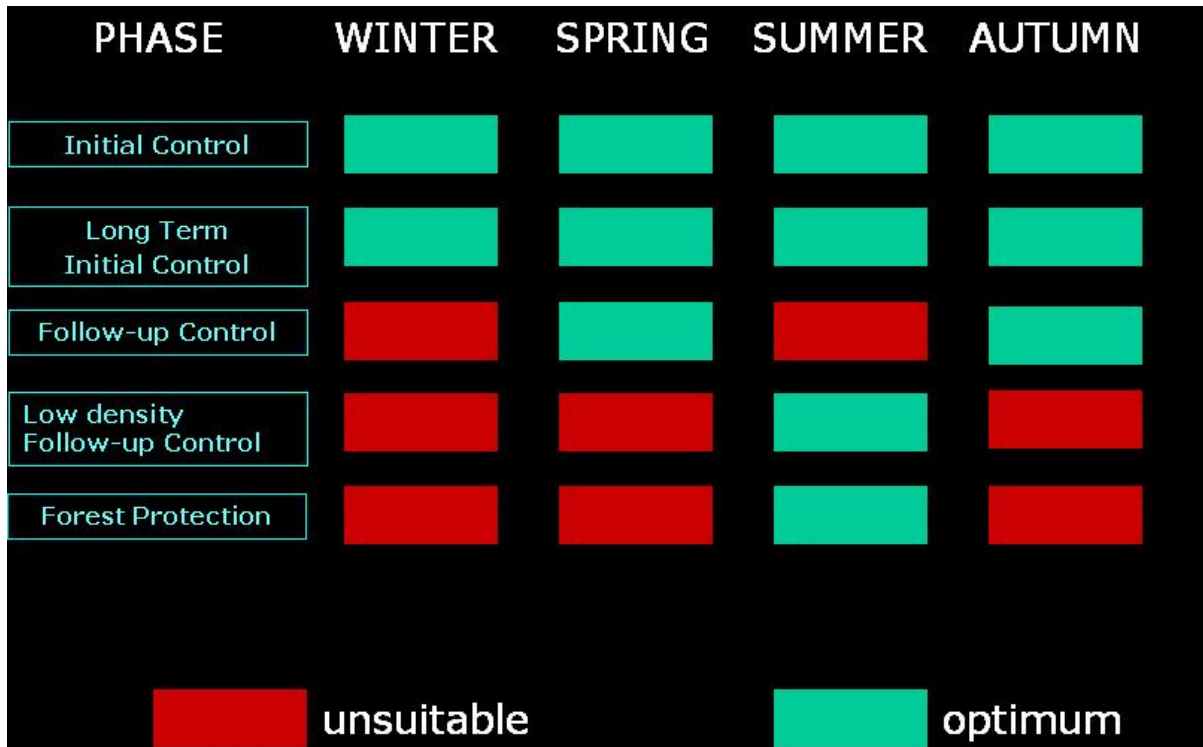 PHASE WINTER SPRING SUMMER AUTUMN
Initial Control
Long Term
Initial Control
Follow-up Control
Low density
Follow-up Control
Forest Protection
unsuitable optimum